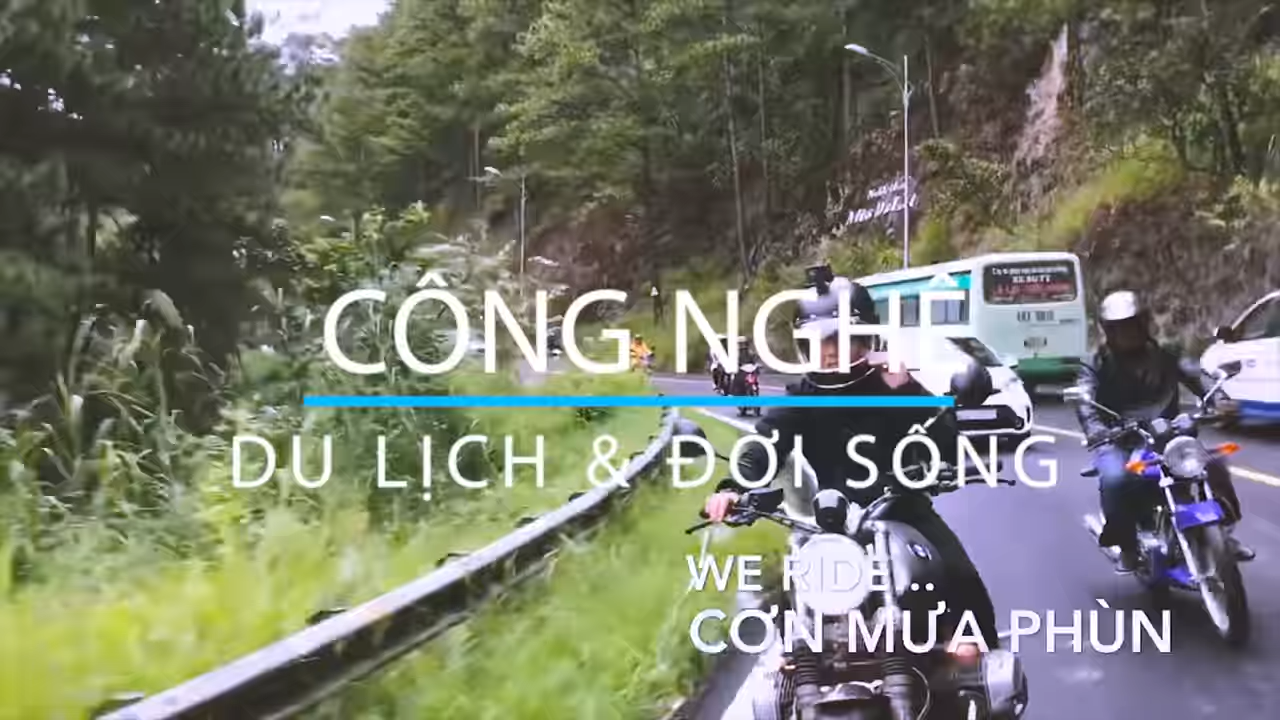 CÔNG NGHỆ
DU LỊCH & ĐỜI SỐNG
WE RIDE...
CƠN MƯA PHÙN